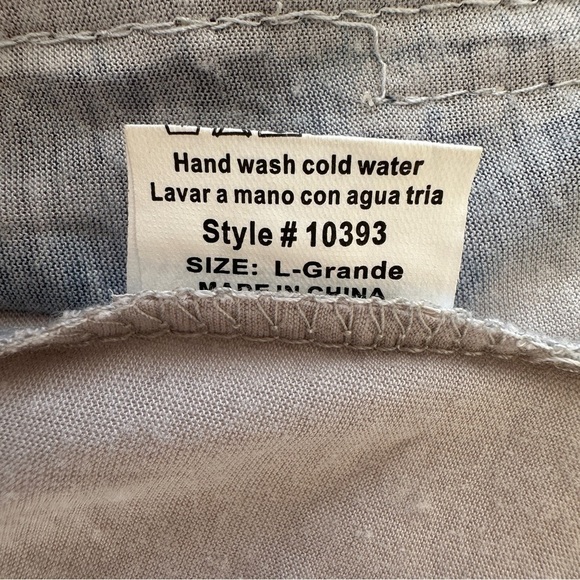 Hand wash cold water
Lavar a mano con agua tria
Style # 10393
SIZE: L-Grande
MADE IN CHINA